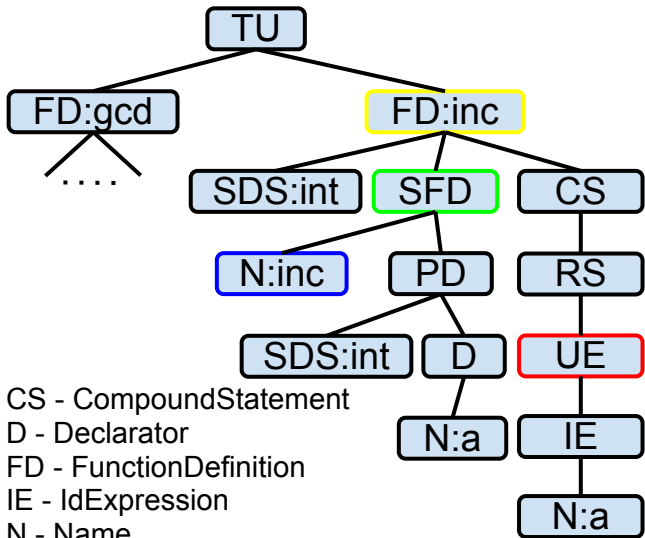 TU
FD:gcd FD:inc
. . . . SDS:int SFD CS
N:inc PD RS
SDS:int D UE
CS - CompoundStatement
D - Declarator N:a IE
FD - FunctionDefinition
IE - IdExpression
N - Name N:a